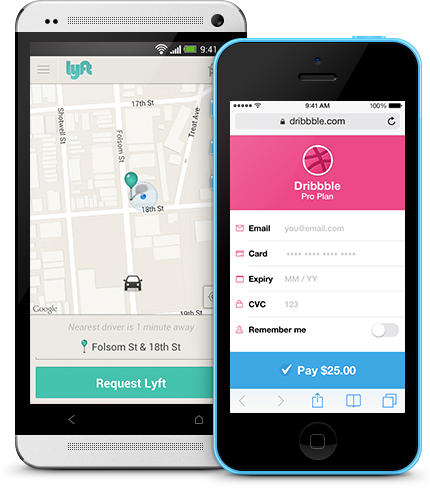 9:41
lyft
17th St
Shotwell St
Folsom St
Treat Ave
18th St
19th St
Google
Nearest driver is 1 minute away
Folsom St & 18th St
Request Lyft
9:41 AM
100%
dribbble.com
Dribbble
Pro Plan
Email
you@email.com
Card
•••• •••• •••• ••••
Expiry
MM / YY
CVC
123
Remember me
Pay $25.00